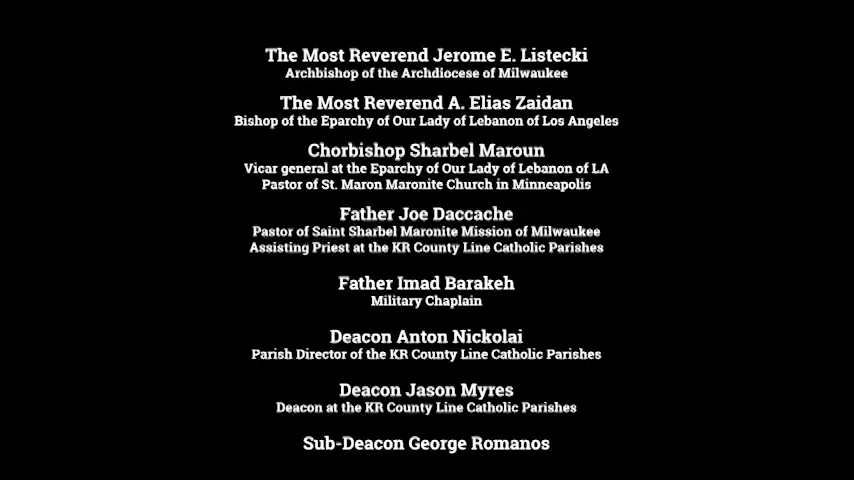 The Most Reverend Jerome E. Listecki
Archbishop of the Archdiocese of Milwaukee
The Most Reverend A. Elias Zaidan
Bishop of the Eparchy of Our Lady of Lebanon of Los Angeles
Chorbishop Sharbel Maroun
Vicar general at the Eparchy of Our Lady of Lebanon of LA
Pastor of St. Maron Maronite Church in Minneapolis
Father Joe Daccache
Pastor of Saint Sharbel Maronite Mission of Milwaukee
Assisting Priest at the KR County Line Catholic Parishes
Father Imad Barakeh
Military Chaplain
Deacon Anton Nickolai
Parish Director of the KR County Line Catholic Parishes
Deacon Jason Myres
Deacon at the KR County Line Catholic Parishes
Sub-Deacon George Romanos